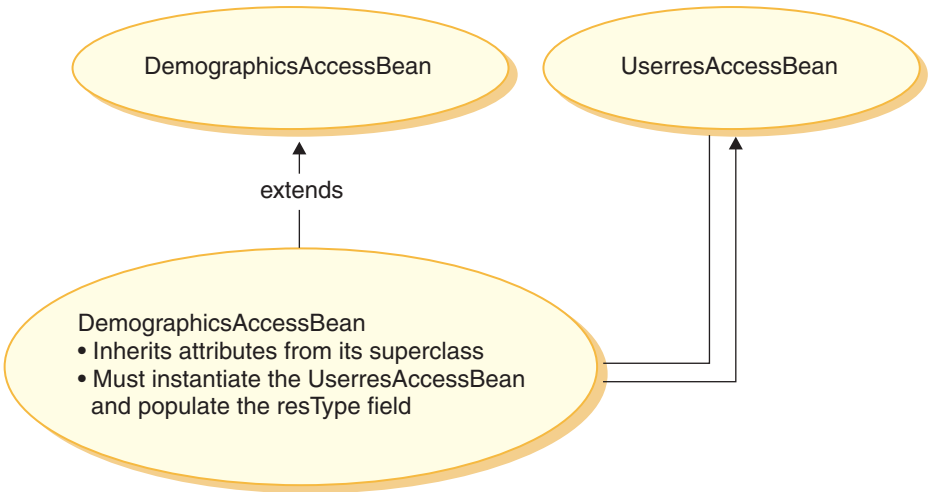 DemographicsAccessBean
UserresAccessBean
extends
DemographicsAccessBean
• Inherits attributes from its superclass
• Must instantiate the UserresAccessBean
and populate the resType field